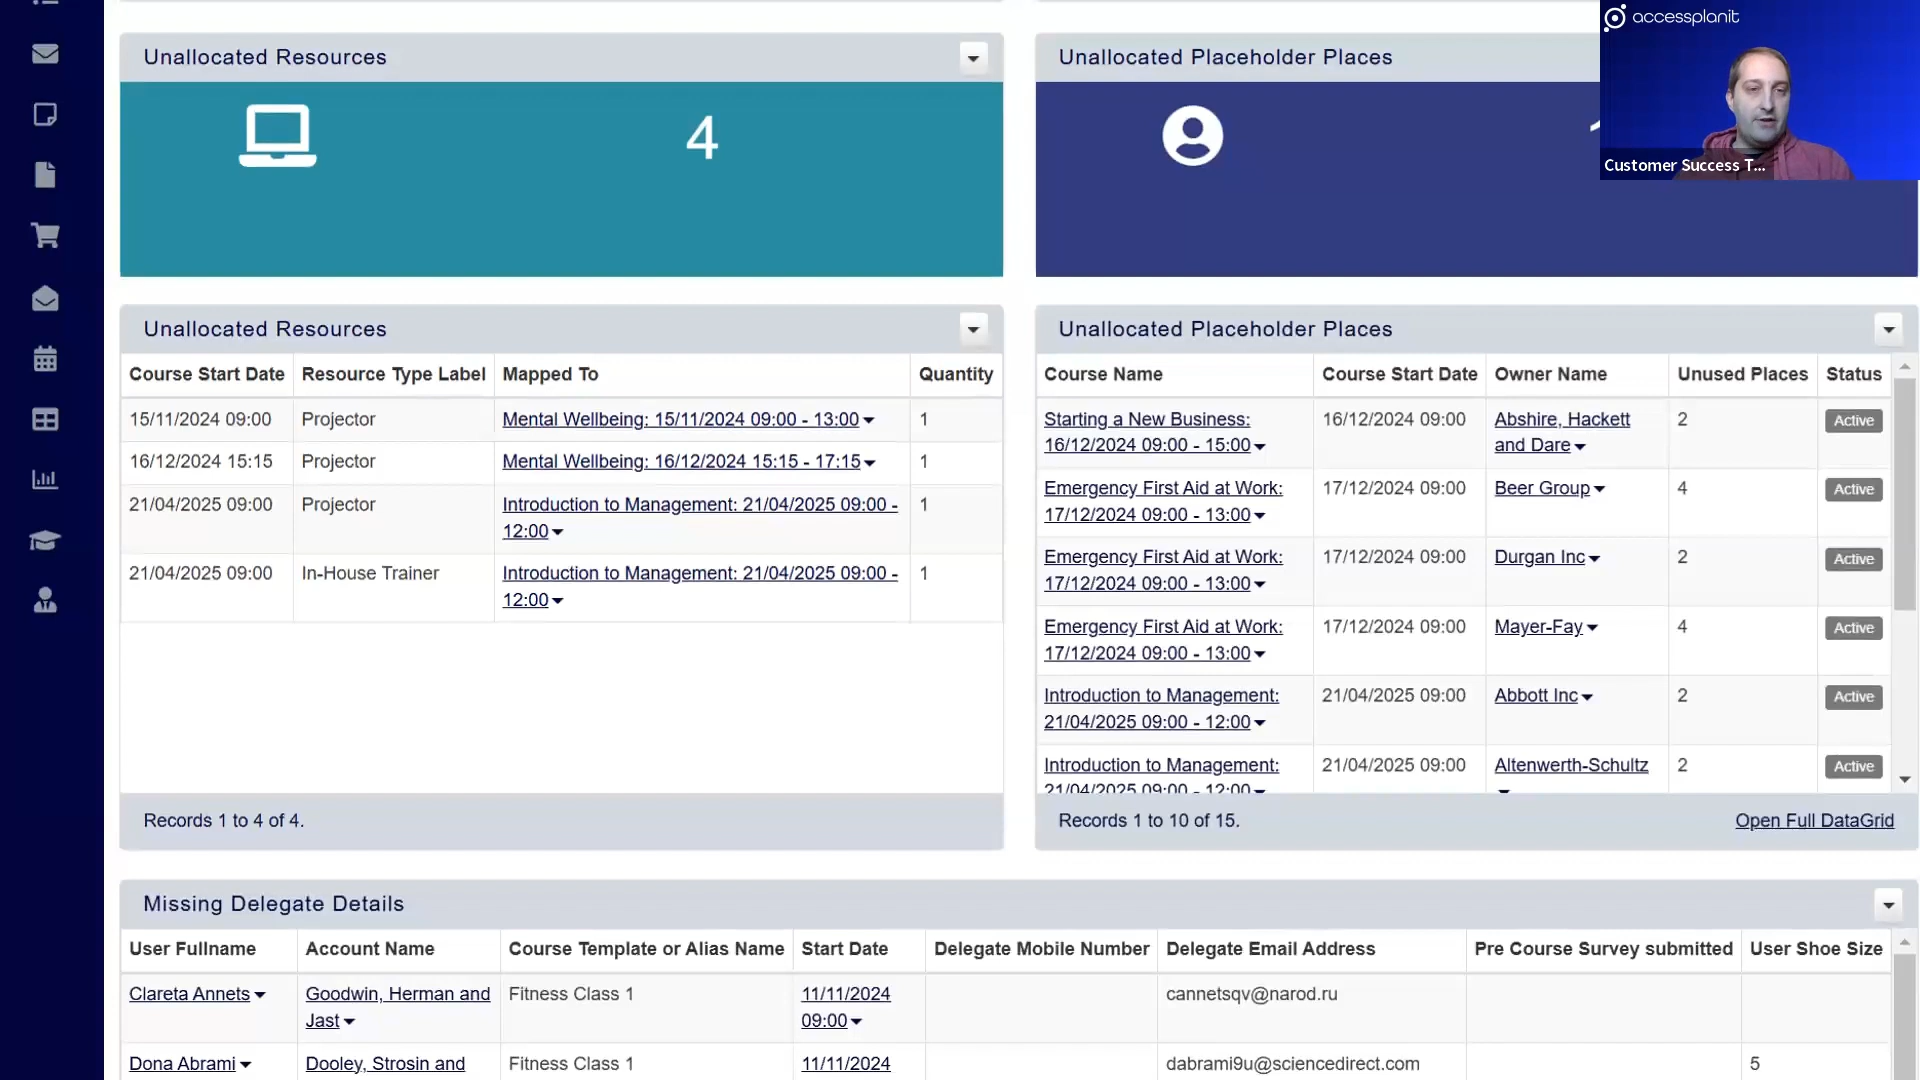 Unallocated Resources
4
Unallocated Placeholder Places
accessplanit
Customer Success T...
Unallocated Resources
Course Start Date Resource Type Label Mapped To Quantity
15/11/2024 09:00 Projector Mental Wellbeing: 15/11/2024 09:00 - 13:00 1
16/12/2024 15:15 Projector Mental Wellbeing: 16/12/2024 15:15 - 17:15 1
21/04/2025 09:00 Projector Introduction to Management: 21/04/2025 09:00 - 1
12:00
21/04/2025 09:00 In-House Trainer Introduction to Management: 21/04/2025 09:00 - 1
12:00
Records 1 to 4 of 4.
Unallocated Placeholder Places
Course Name Course Start Date Owner Name Unused Places Status
Starting a New Business: 16/12/2024 09:00 Abshire, Hackett 2 Active
16/12/2024 09:00 - 15:00 and Dare
Emergency First Aid at Work: 17/12/2024 09:00 Beer Group 4 Active
17/12/2024 09:00 - 13:00
Emergency First Aid at Work: 17/12/2024 09:00 Durgan Inc 2 Active
17/12/2024 09:00 - 13:00
Emergency First Aid at Work: 17/12/2024 09:00 Mayer-Fay 4 Active
17/12/2024 09:00 - 13:00
Introduction to Management: 21/04/2025 09:00 Abbott Inc 2 Active
21/04/2025 09:00 - 12:00
Introduction to Management: 21/04/2025 09:00 Altenwerth-Schultz 2 Active
21/04/2025 09:00 - 12:00
Records 1 to 10 of 15. Open Full DataGrid
Missing Delegate Details
User Fullname Account Name Course Template or Alias Name Start Date Delegate Mobile Number Delegate Email Address Pre Course Survey submitted User Shoe Size
Clareta Annets Goodwin, Herman and Fitness Class 1 11/11/2024 cannetsqv@narod.ru
Jast 09:00
Dona Abrami Dooley, Strosin and Fitness Class 1 11/11/2024 dabrami9u@sciencedirect.com 5